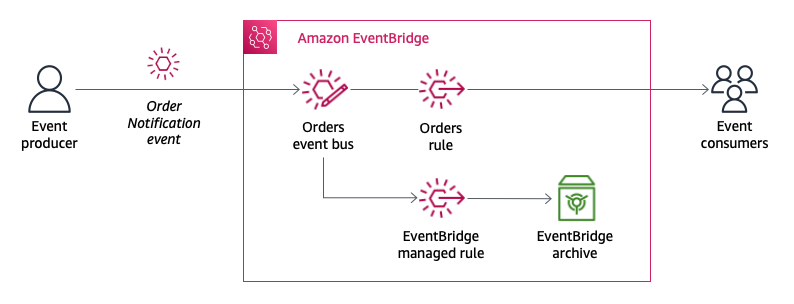 Amazon EventBridge
Event
producer
Order
Notification
event
Orders
event bus
Orders
rule
Event
consumers
EventBridge
managed rule
EventBridge
archive